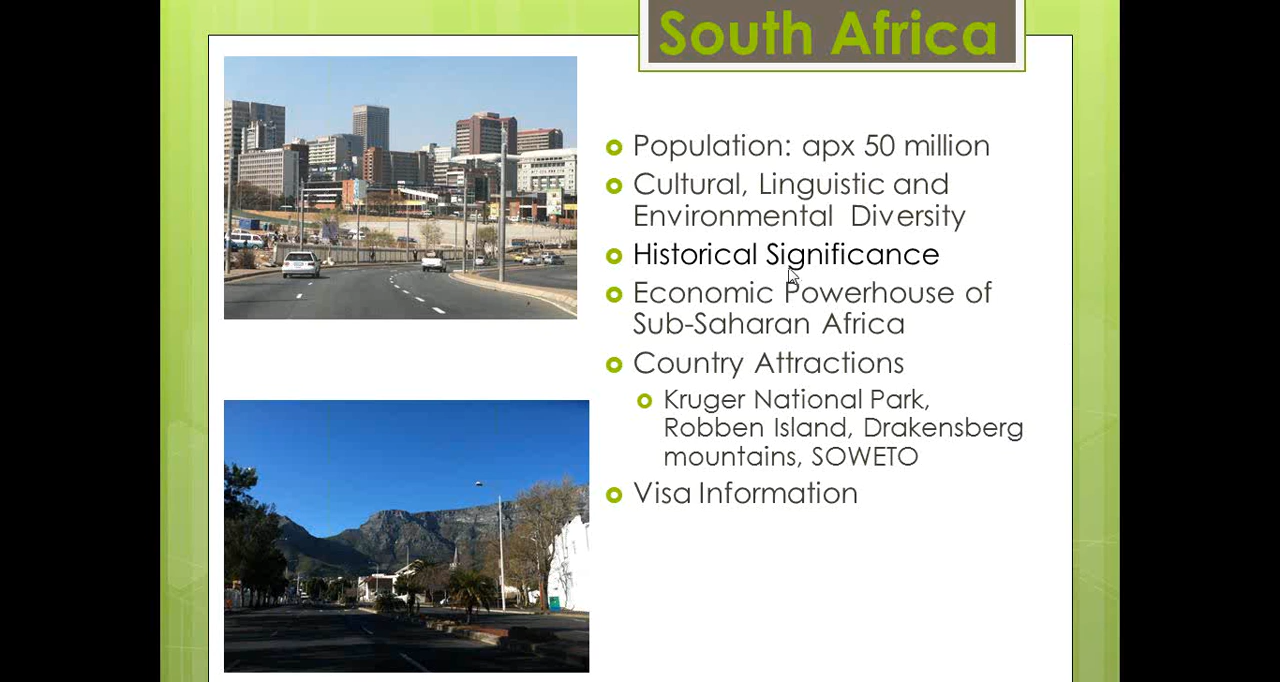 South Africa
Population: apx 50 million
Cultural, Linguistic and
Environmental Diversity
Historical Significance
Economic Powerhouse of
Sub-Saharan Africa
Country Attractions
Kruger National Park,
Robben Island, Drakensberg
mountains, SOWETO
Visa Information